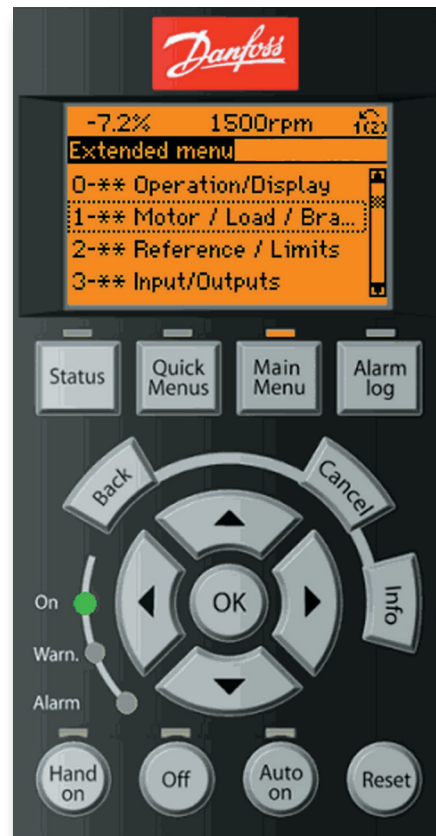 Danfoss
-7.2% 1500rpm 1(2)
Extended menu
0-** Operation/Display
1-** Motor / Load / Bra...
2-** Reference / Limits
3-** Input/Outputs
Status Quick Menus Main Menu Alarm log
Back Cancel
Info
OK
On
Warn.
Alarm
Hand on Off Auto on Reset